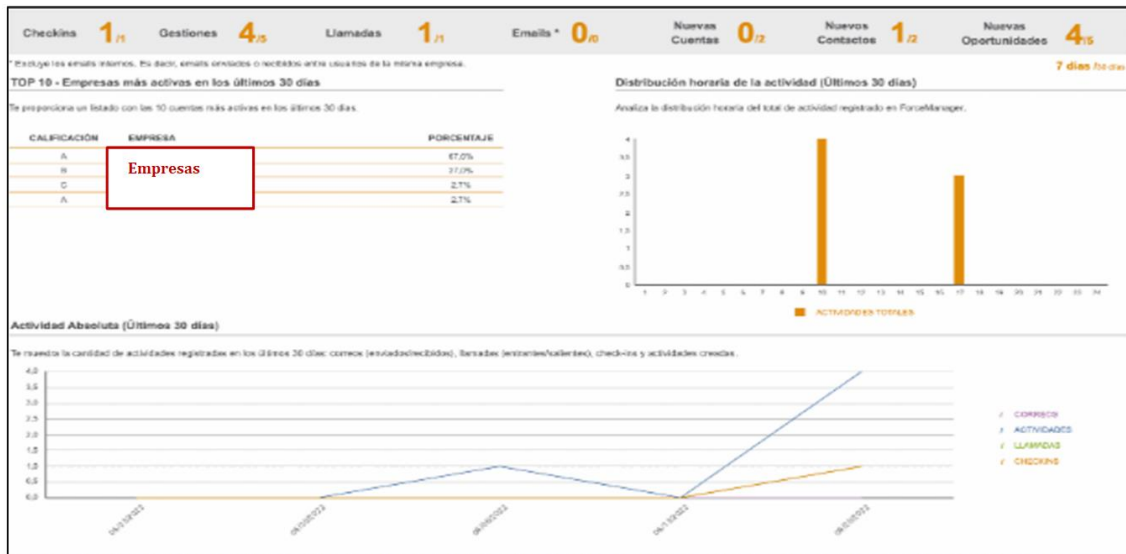 Checkins 1/1 Gestiones 4/5 Llamadas 1/1 Emails * 0/0 Nuevas Cuentas 0/2 Nuevos Contactos 1/2 Nuevas Oportunidades 4/5
* Excluye los emails internos. Es decir, emails enviados o recibidos entre usuarios de la misma empresa.
7 días /30 días
TOP 10 - Empresas más activas en los últimos 30 días
Te proporciona un listado con las 10 cuentas más activas en los últimos 30 días.
CALIFICACIÓN EMPRESA PORCENTAJE
A
B
C 2,7%
A 2,7%
Empresas
Distribución horaria de la actividad (Últimos 30 días)
Analiza la distribución horaria del total de actividad registrado en ForceManager.
4
3,5
3
2,5
2
1,5
1
0,5
0
1 2 3 4 5 6 7 8 9 10 11 12 13 14 15 16 17 18 19 20 21 22 23 24
ACTIVIDADES TOTALES
Actividad Absoluta (Últimos 30 días)
Te muestra la cantidad de actividades registradas en los últimos 30 días: correos (enviados/recibidos), llamadas (entrantes/salientes), check-ins y actividades creadas.
4,0
3,5
3,0
2,5
2,0
1,5
1,0
0,5
0,0
CORREOS
ACTIVIDADES
LLAMADAS
CHECKINS